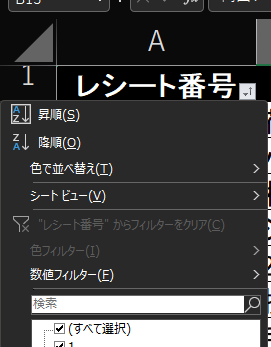 A
1
レシート番号
昇順(S)
降順(O)
色で並べ替え(T)
シート ビュー(V)
"レシート番号" からフィルターをクリア(C)
色フィルター(I)
数値フィルター(F)
検索
(すべて選択)
1